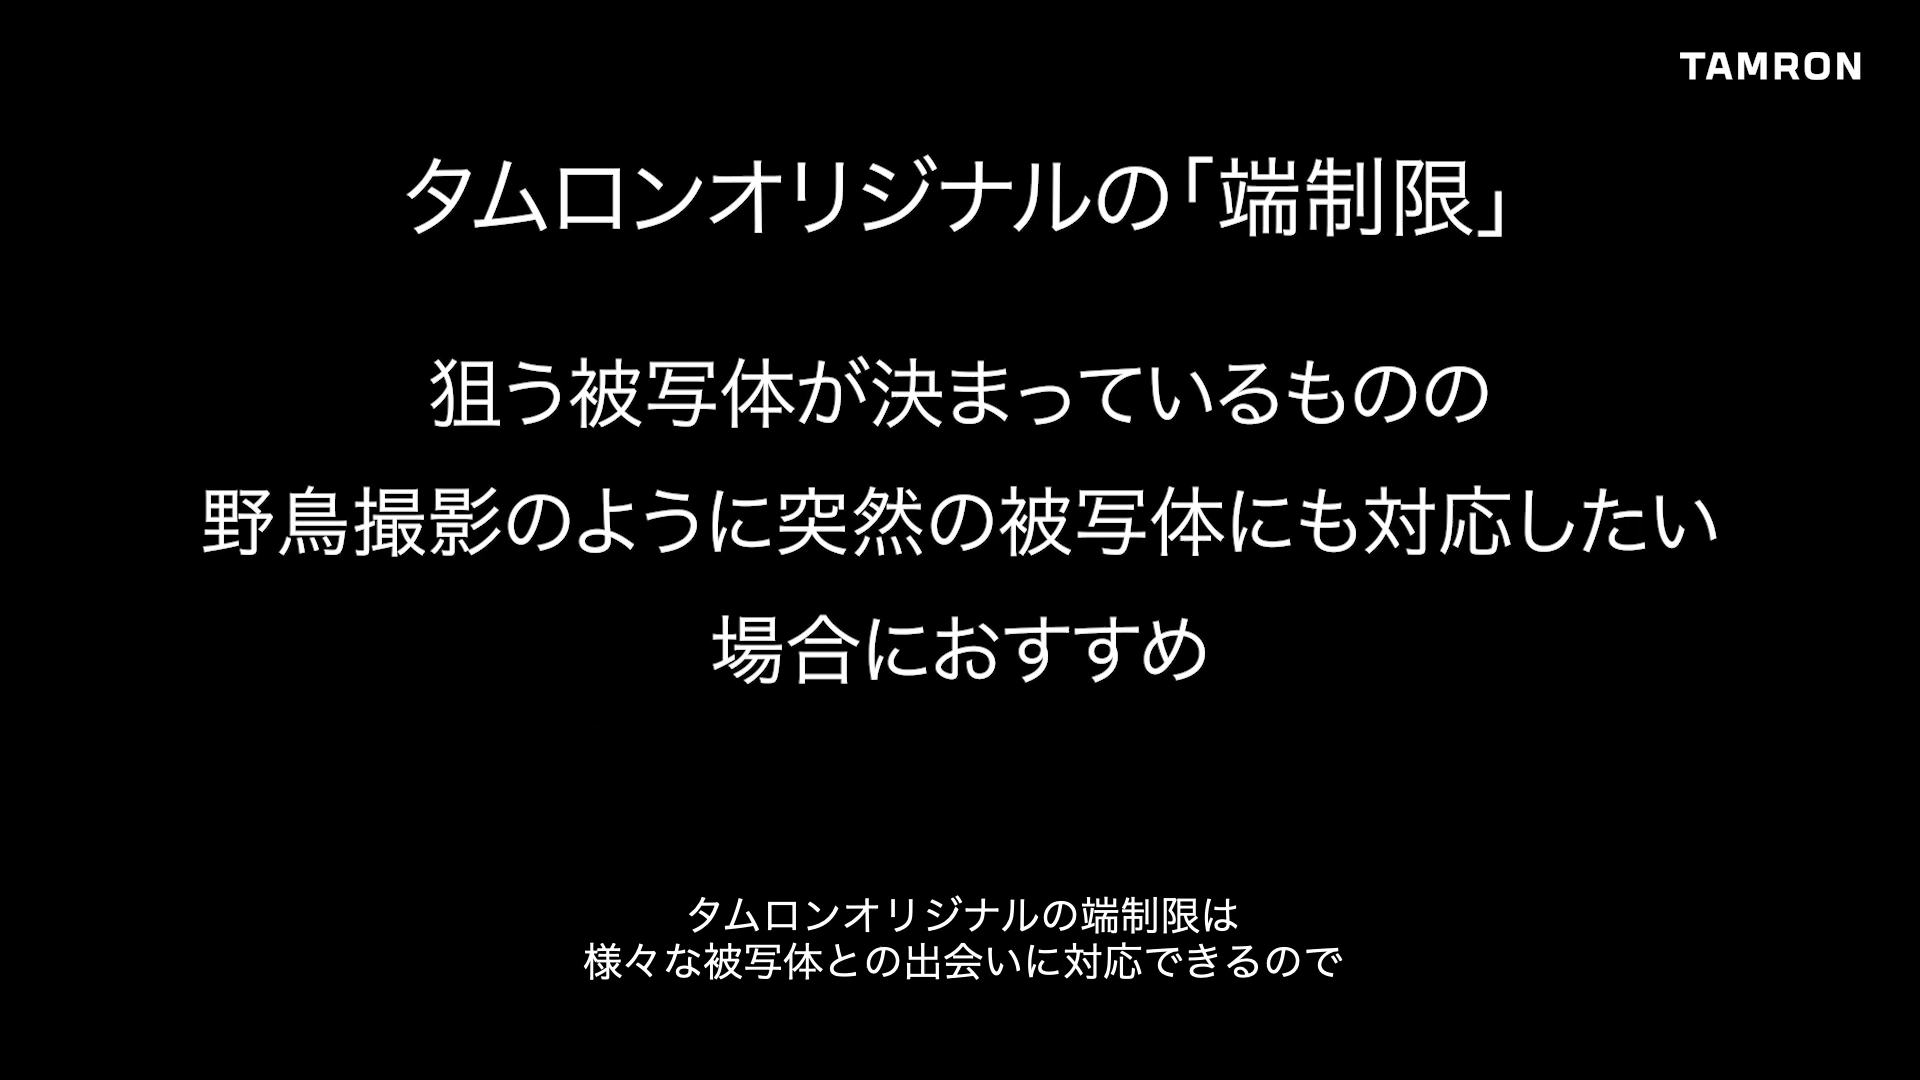 TAMRON
タムロンオリジナルの「端制限」
狙う被写体が決まっているものの
野鳥撮影のように突然の被写体にも対応したい
場合におすすめ
タムロンオリジナルの端制限は
様々な被写体との出会いに対応できるので